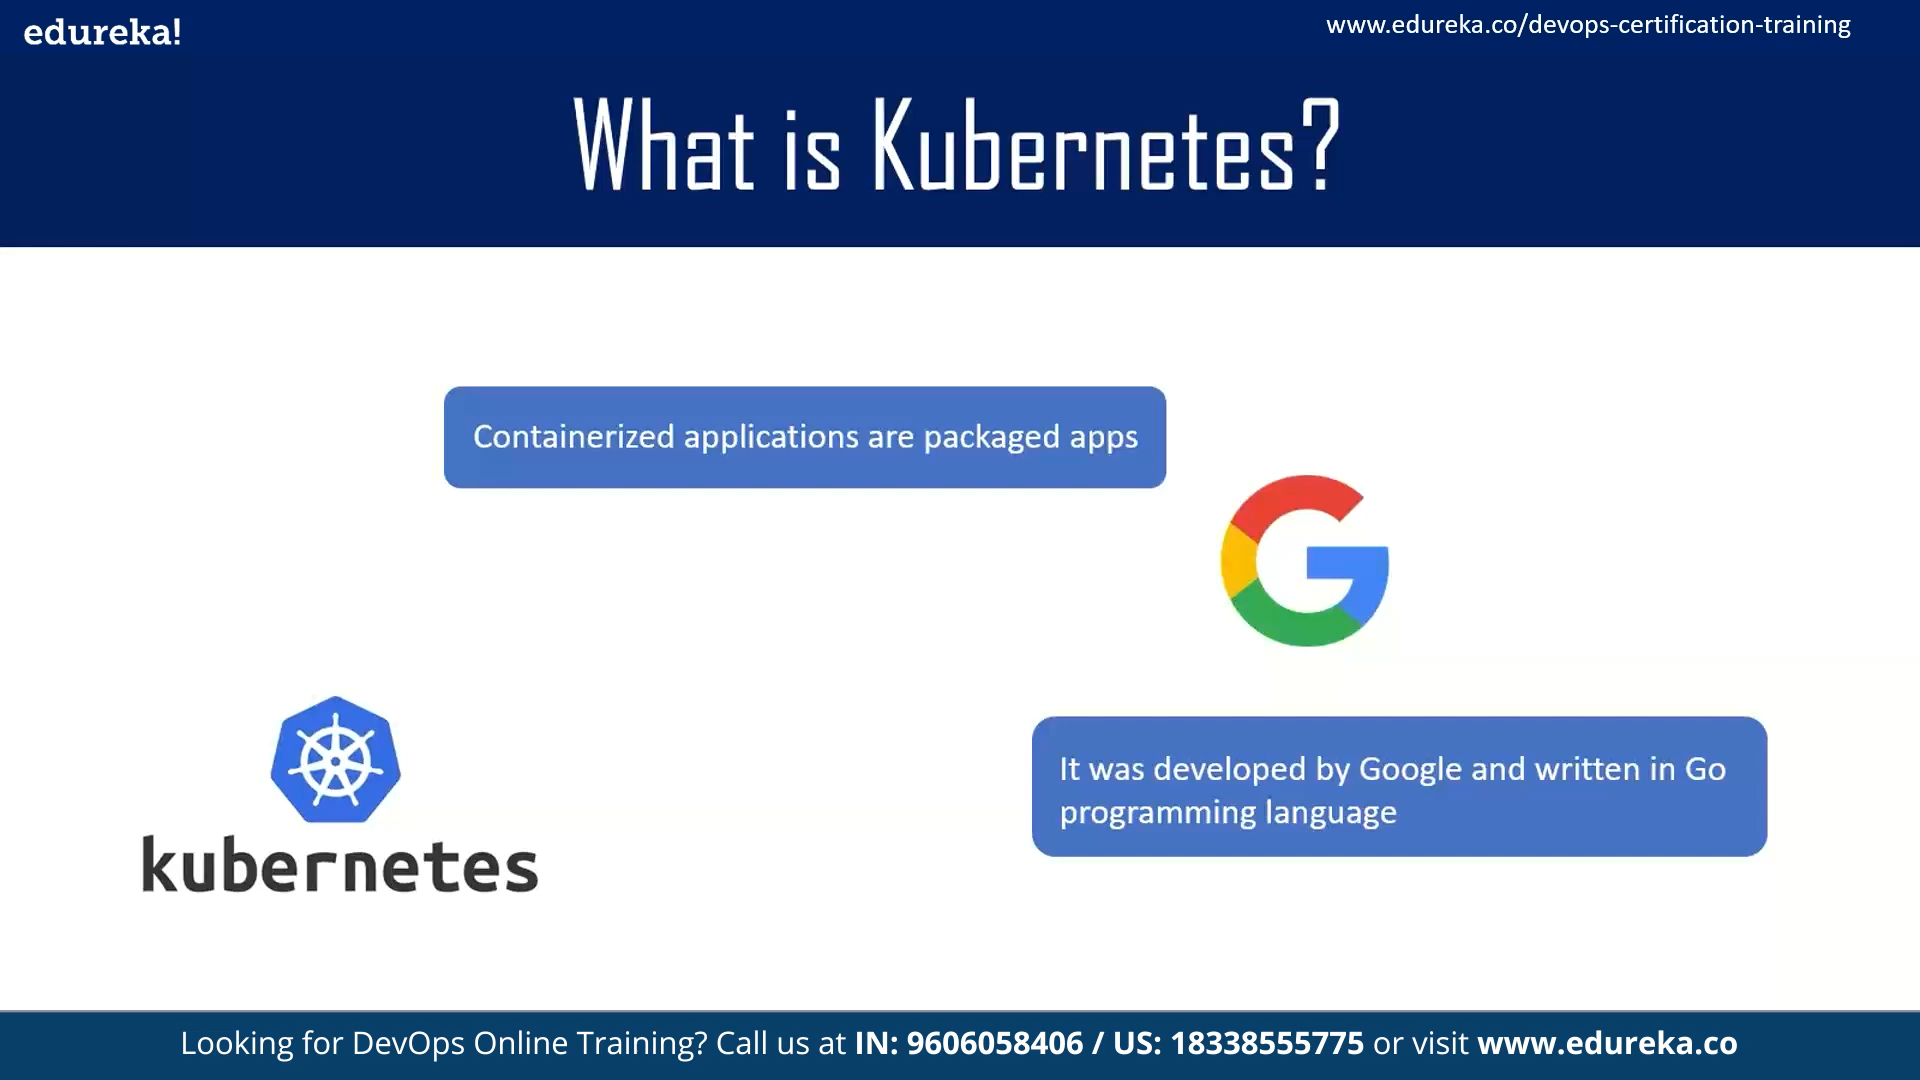 edureka!
www.edureka.co/devops-certification-training
What is Kubernetes?
Containerized applications are packaged apps
It was developed by Google and written in Go
programming language
kubernetes
Looking for DevOps Online Training? Call us at IN: 9606058406 / US: 18338555775 or visit www.edureka.co